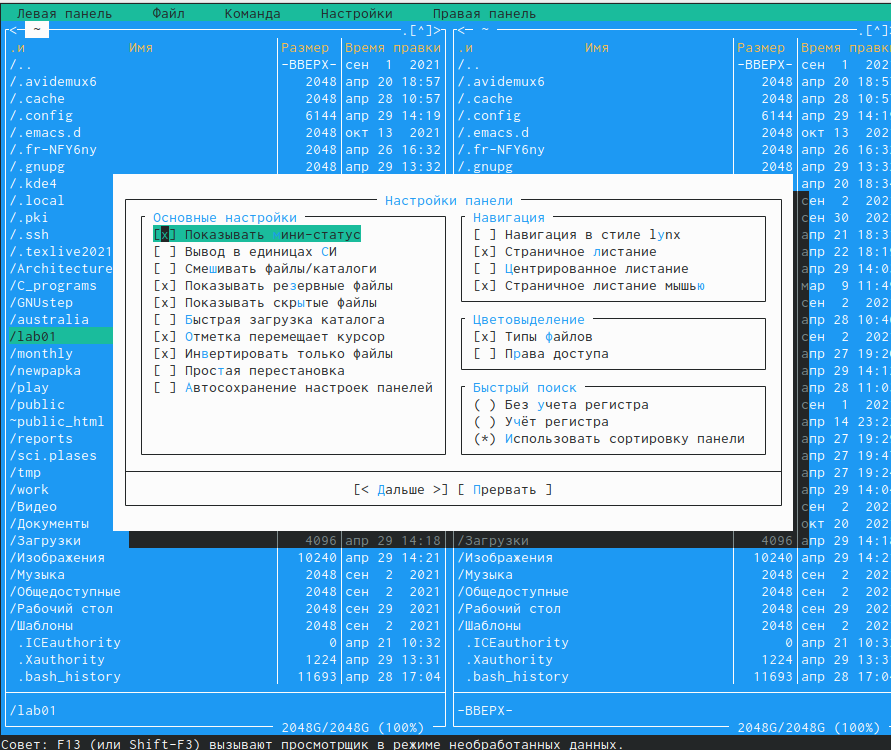 Левая панель Файл Команда Настройки Правая панель
<─ ~ .[^]> <─ ~ .[^]>
.и Имя Размер Время правки .и Имя Размер Время правки
/.. -ВВЕРХ- сен 1 2021 /.. -ВВЕРХ- сен 1 202
/.avidemux6 2048 апр 20 18:57 /.avidemux6 2048 апр 20 18:5
/.cache 2048 апр 28 10:57 /.cache 2048 апр 28 10:5
/.config 6144 апр 29 14:19 /.config 6144 апр 29 14:1
/.emacs.d 2048 окт 13 2021 /.emacs.d 2048 окт 13 202
/.fr-NFY6ny 2048 апр 26 16:32 /.fr-NFY6ny 2048 апр 26 16:3
/.gnupg 2048 апр 29 13:32 /.gnupg 2048 апр 29 13:3
/.kde4 апр 20 18:3
/.local Настройки панели сен 2 202
/.pki Основные настройки Навигация сен 30 202
/.ssh [x] Показывать мини-статус [ ] Навигация в стиле lynx апр 21 18:3
/.texlive2021 [ ] Вывод в единицах СИ [x] Страничное листание апр 22 18:1
/Architecture [ ] Смешивать файлы/каталоги [ ] Центрированное листание апр 29 14:0
/C_programs [x] Показывать резервные файлы [x] Страничное листание мышью мар 9 11:4
/GNUstep [x] Показывать скрытые файлы сен 2 202
/australia [ ] Быстрая загрузка каталога Цветовыделение апр 28 10:4
/lab01 [x] Отметка перемещает курсор [x] Типы файлов сен 2 202
/monthly [x] Инвертировать только файлы [ ] Права доступа апр 27 19:2
/newpapka [ ] Простая перестановка апр 29 14:1
/play [ ] Автосохранение настроек панелей Быстрый поиск апр 28 11:0
/public ( ) Без учета регистра сен 1 202
~public_html ( ) Учёт регистра апр 14 23:2
/reports (*) Использовать сортировку панели апр 27 19:2
/sci.plases апр 27 19:4
/tmp апр 27 19:2
/work [< Дальше >] [ Прервать ] апр 29 14:0
/Видео сен 2 202
/Документы окт 20 202
/Загрузки 4096 апр 29 14:18 /Загрузки 4096 апр 29 14:1
/Изображения 10240 апр 29 14:21 /Изображения 10240 апр 29 14:2
/Музыка 2048 сен 2 2021 /Музыка 2048 сен 2 202
/Общедоступные 2048 сен 2 2021 /Общедоступные 2048 сен 2 202
/Рабочий стол 2048 сен 29 2021 /Рабочий стол 2048 сен 29 202
/Шаблоны 2048 сен 2 2021 /Шаблоны 2048 сен 2 202
.ICEauthority 0 апр 21 10:32 .ICEauthority 0 апр 21 10:3
.Xauthority 1224 апр 29 13:31 .Xauthority 1224 апр 29 13:3
.bash_history 11693 апр 28 17:04 .bash_history 11693 апр 28 17:0
/lab01 -ВВЕРХ-
2048G/2048G (100%) 2048G/2048G (100%)
Совет: F13 (или Shift-F3) вызывают просмотрщик в режиме необработанных данных.